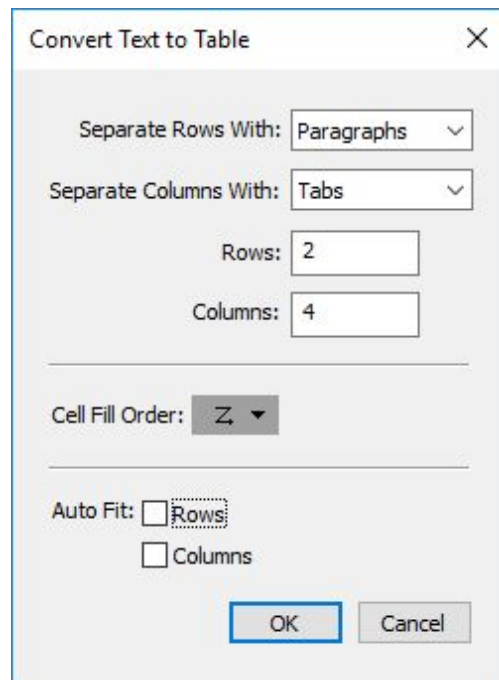 Convert Text to Table
Separate Rows With: Paragraphs
Separate Columns With: Tabs
Rows: 2
Columns: 4
Cell Fill Order:
Auto Fit: Rows
Columns
OK Cancel